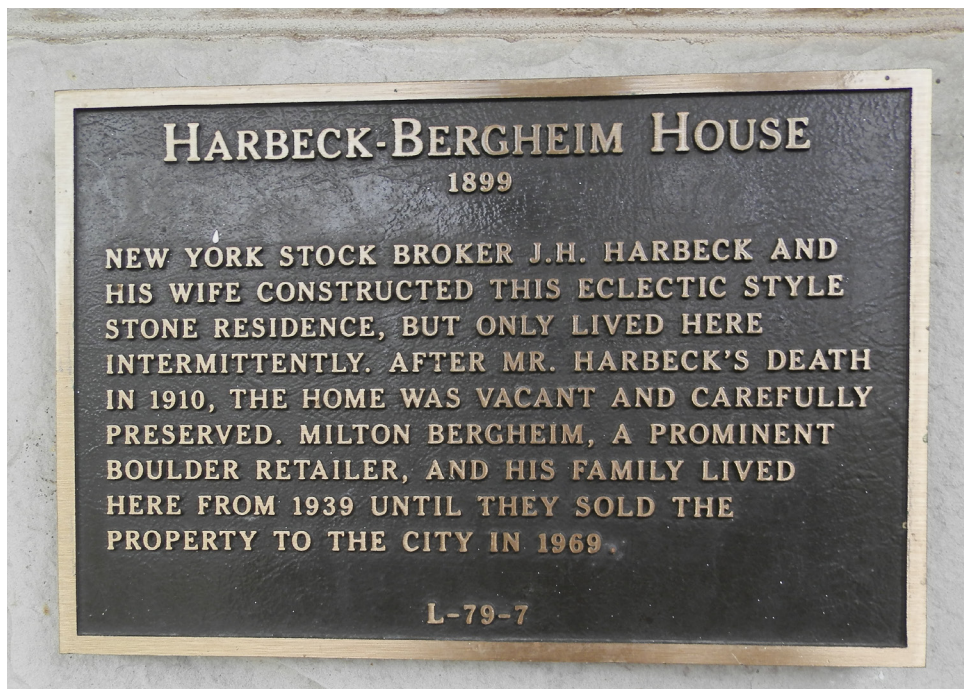 HARBECK-BERGHEIM HOUSE
1899
NEW YORK STOCK BROKER J.H. HARBECK AND
HIS WIFE CONSTRUCTED THIS ECLECTIC STYLE
STONE RESIDENCE, BUT ONLY LIVED HERE
INTERMITTENTLY. AFTER MR. HARBECK'S DEATH
IN 1910, THE HOME WAS VACANT AND CAREFULLY
PRESERVED. MILTON BERGHEIM, A PROMINENT
BOULDER RETAILER, AND HIS FAMILY LIVED
HERE FROM 1939 UNTIL THEY SOLD THE
PROPERTY TO THE CITY IN 1969.
L-79-7